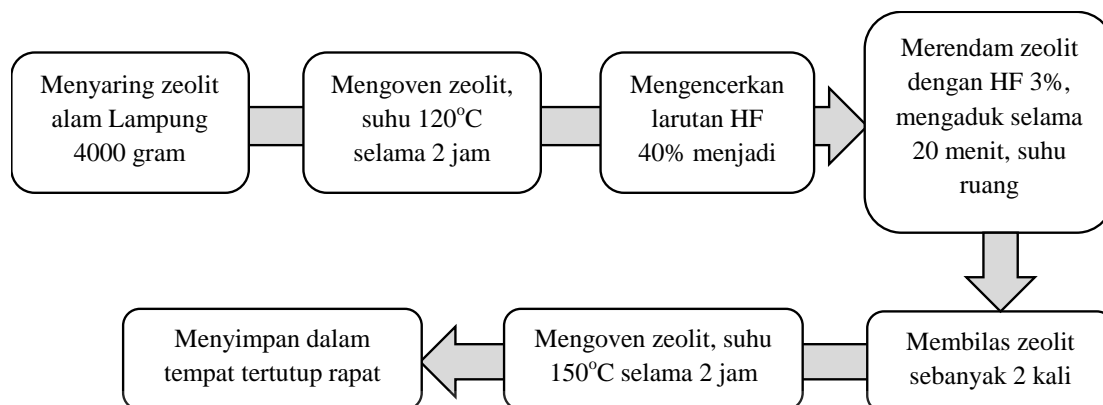 Menyaring zeolit
alam Lampung
4000 gram
Mengoven zeolit,
suhu 120°C
selama 2 jam
Mengencerkan
larutan HF
40% menjadi
Merendam zeolit
dengan HF 3%,
mengaduk selama
20 menit, suhu
ruang
Membilas zeolit
sebanyak 2 kali
Mengoven zeolit, suhu
150°C selama 2 jam
Menyimpan dalam
tempat tertutup rapat